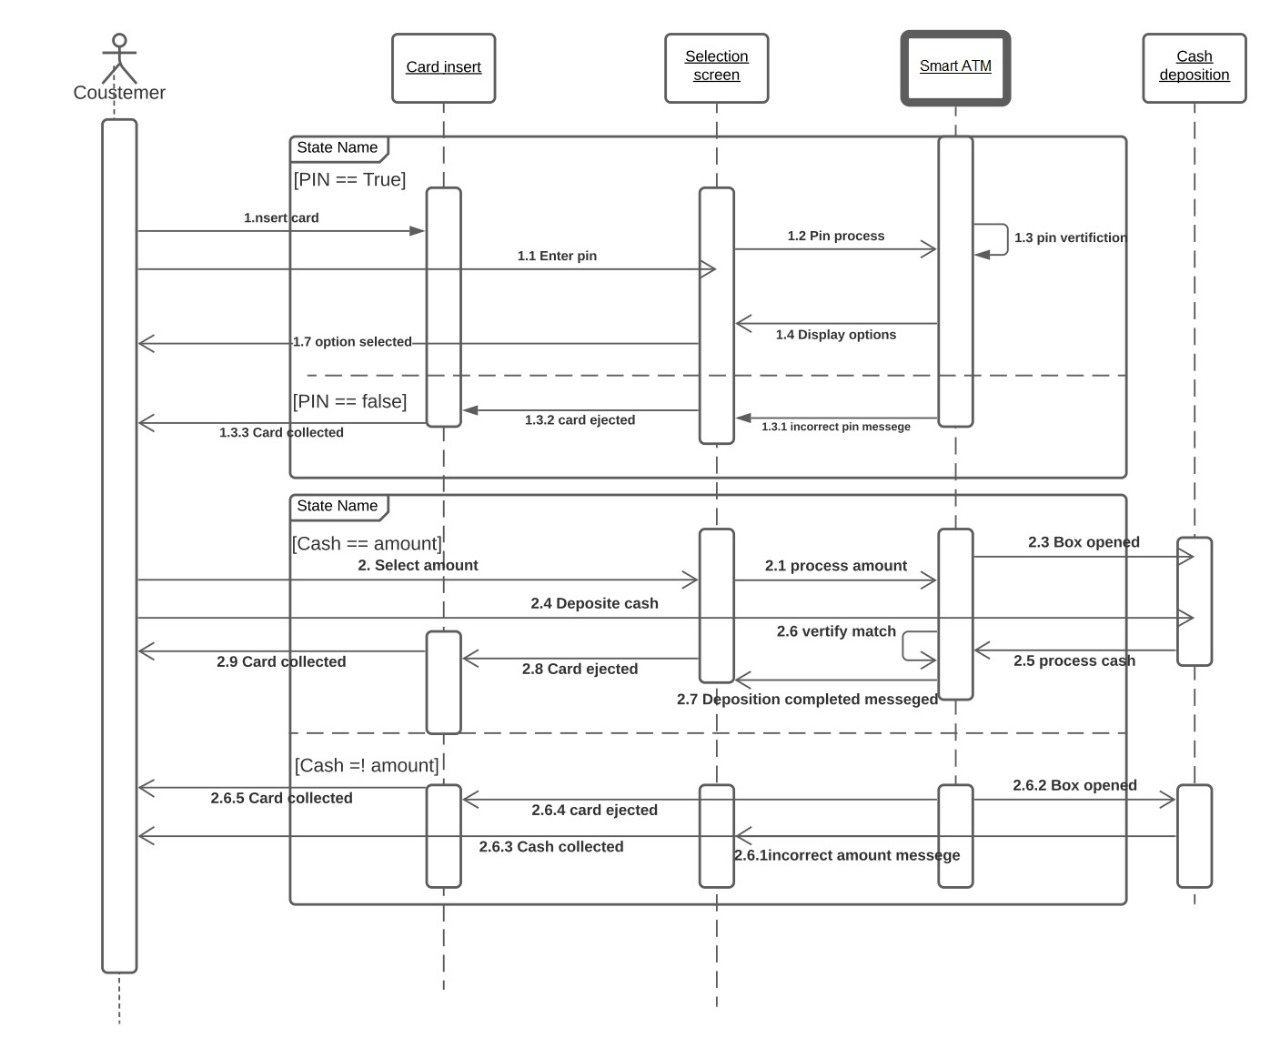 Coustemer
Card insert
Selection
screen
Smart ATM
Cash
deposition
State Name
[PIN == True]
1.nsert card
1.1 Enter pin
1.2 Pin process
1.3 pin vertifiction
1.4 Display options
1.7 option selected
[PIN == false]
1.3.3 Card collected
1.3.2 card ejected
1.3.1 incorrect pin messege
State Name
[Cash == amount]
2. Select amount
2.1 process amount
2.3 Box opened
2.4 Deposite cash
2.6 vertify match
2.9 Card collected
2.8 Card ejected
2.5 process cash
2.7 Deposition completed messeged
[Cash =! amount]
2.6.5 Card collected
2.6.4 card ejected
2.6.2 Box opened
2.6.3 Cash collected
2.6.1incorrect amount messege